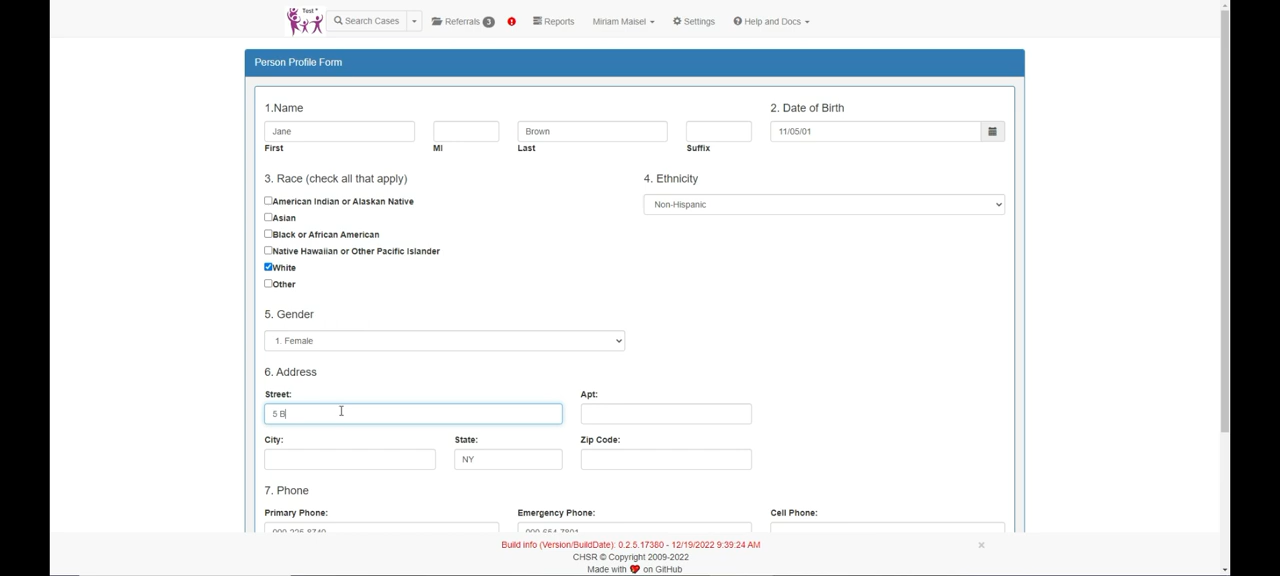 Test *
Search Cases Referrals 3 Reports Miriam Maisel Settings Help and Docs
Person Profile Form
1.Name 2. Date of Birth
Jane Brown 11/05/01
First MI Last Suffix
3. Race (check all that apply) 4. Ethnicity
American Indian or Alaskan Native
Non-Hispanic
Asian
Black or African American
Native Hawaiian or Other Pacific Islander
White
Other
5. Gender
1. Female
6. Address
Street: Apt:
5 B
City: State: Zip Code:
NY
7. Phone
Primary Phone: Emergency Phone: Cell Phone:
Build info (Version/BuildDate): 0.2.5.17380 - 12/19/2022 9:39:24 AM ×
CHSR © Copyright 2009-2022
Made with ❤ on GitHub